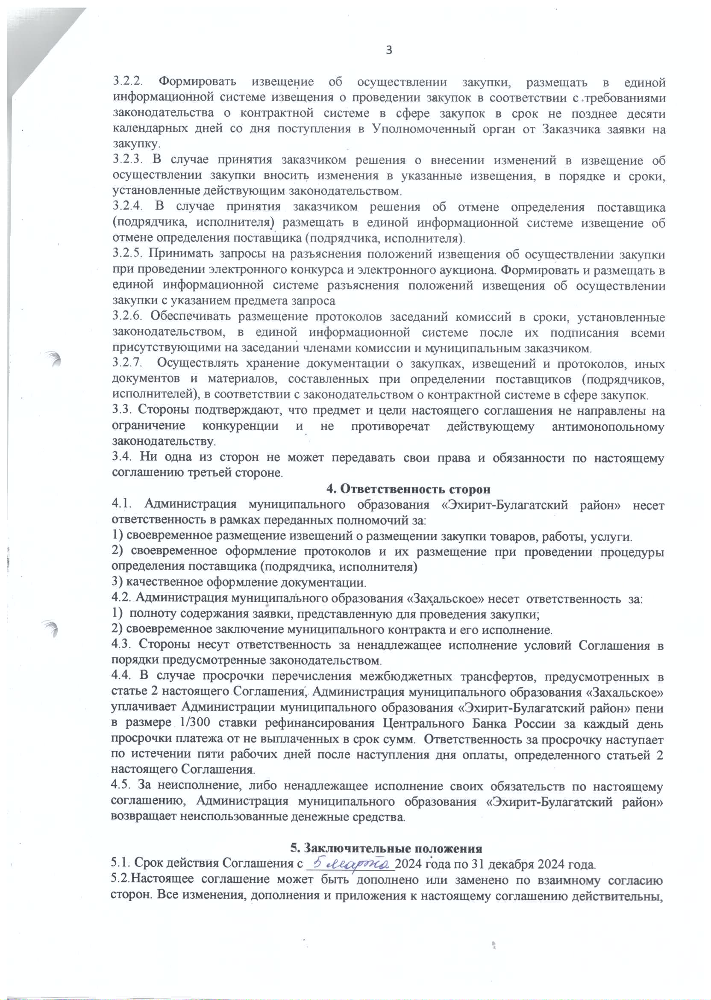 3
3.2.2. Формировать извещение об осуществлении закупки, размещать в единой
информационной системе извещения о проведении закупок в соответствии с требованиями
законодательства о контрактной системе в сфере закупок в срок не позднее десяти
календарных дней со дня поступления в Уполномоченный орган от Заказчика заявки на
закупку.
3.2.3. В случае принятия заказчиком решения о внесении изменений в извещение об
осуществлении закупки вносить изменения в указанные извещения, в порядке и сроки,
установленные действующим законодательством.
3.2.4. В случае принятия заказчиком решения об отмене определения поставщика
(подрядчика, исполнителя) размещать в единой информационной системе извещение об
отмене определения поставщика (подрядчика, исполнителя).
3.2.5. Принимать запросы на разъяснения положений извещения об осуществлении закупки
при проведении электронного конкурса и электронного аукциона. Формировать и размещать в
единой информационной системе разъяснения положений извещения об осуществлении
закупки с указанием предмета запроса
3.2.6. Обеспечивать размещение протоколов заседаний комиссий в сроки, установленные
законодательством, в единой информационной системе после их подписания всеми
присутствующими на заседании членами комиссии и муниципальным заказчиком.
3.2.7. Осуществлять хранение документации о закупках, извещений и протоколов, иных
документов и материалов, составленных при определении поставщиков (подрядчиков,
исполнителей), в соответствии с законодательством о контрактной системе в сфере закупок.
3.3. Стороны подтверждают, что предмет и цели настоящего соглашения не направлены на
ограничение конкуренции и не противоречат действующему антимонопольному
законодательству.
3.4. Ни одна из сторон не может передавать свои права и обязанности по настоящему
соглашению третьей стороне.
4. Ответственность сторон
4.1. Администрация муниципального образования «Эхирит-Булагатский район» несет
ответственность в рамках переданных полномочий за:
1) своевременное размещение извещений о размещении закупки товаров, работы, услуги.
2) своевременное оформление протоколов и их размещение при проведении процедуры
определения поставщика (подрядчика, исполнителя)
3) качественное оформление документации.
4.2. Администрация муниципального образования «Захальское» несет ответственность за:
1) полноту содержания заявки, представленную для проведения закупки;
2) своевременное заключение муниципального контракта и его исполнение.
4.3. Стороны несут ответственность за ненадлежащее исполнение условий Соглашения в
порядки предусмотренные законодательством.
4.4. В случае просрочки перечисления межбюджетных трансфертов, предусмотренных в
статье 2 настоящего Соглашения, Администрация муниципального образования «Захальское»
уплачивает Администрации муниципального образования «Эхирит-Булагатский район» пени
в размере 1/300 ставки рефинансирования Центрального Банка России за каждый день
просрочки платежа от не выплаченных в срок сумм. Ответственность за просрочку наступает
по истечении пяти рабочих дней после наступления дня оплаты, определенного статьей 2
настоящего Соглашения.
4.5. За неисполнение, либо ненадлежащее исполнение своих обязательств по настоящему
соглашению, Администрация муниципального образования «Эхирит-Булагатский район»
возвращает неиспользованные денежные средства.
5. Заключительные положения
5.1. Срок действия Соглашения с 5 марта 2024 года по 31 декабря 2024 года.
5.2.Настоящее соглашение может быть дополнено или заменено по взаимному согласию
сторон. Все изменения, дополнения и приложения к настоящему соглашению действительны,